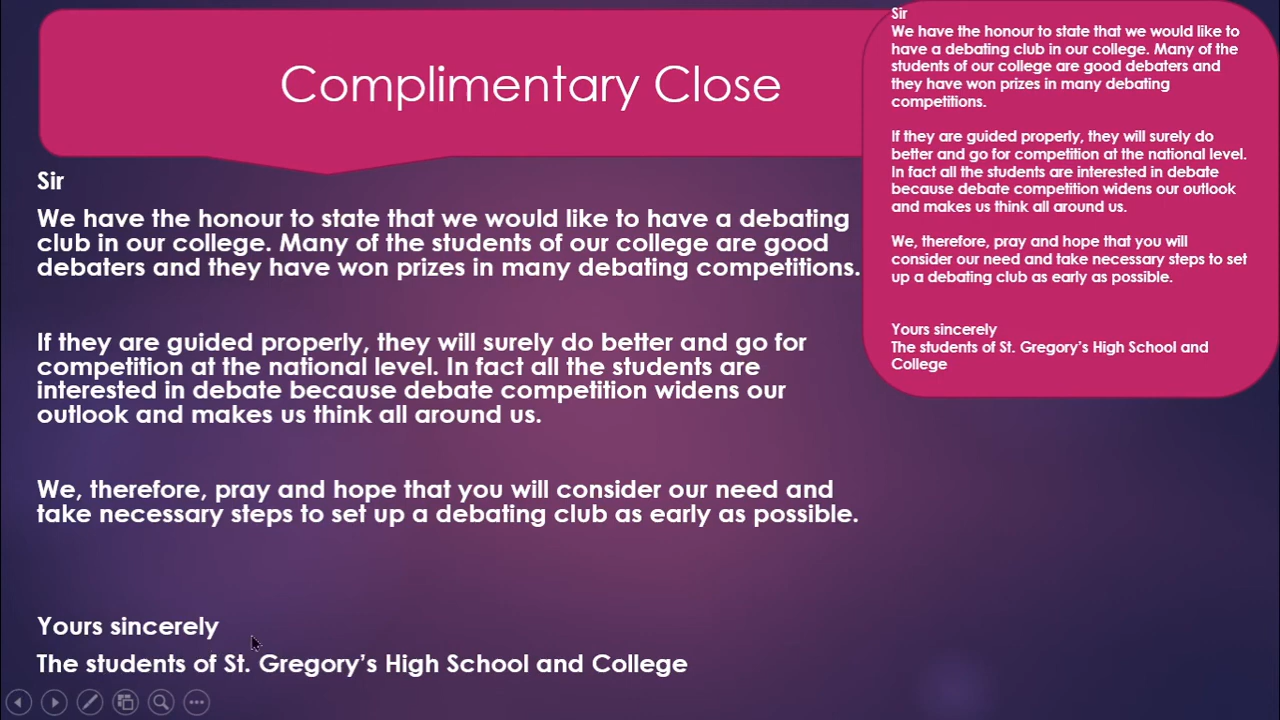 Complimentary Close
Sir
We have the honour to state that we would like to have a debating
club in our college. Many of the students of our college are good
debaters and they have won prizes in many debating competitions.
If they are guided properly, they will surely do better and go for
competition at the national level. In fact all the students are
interested in debate because debate competition widens our
outlook and makes us think all around us.
We, therefore, pray and hope that you will consider our need and
take necessary steps to set up a debating club as early as possible.
Yours sincerely
The students of St. Gregory’s High School and College
Sir
We have the honour to state that we would like to
have a debating club in our college. Many of the
students of our college are good debaters and
they have won prizes in many debating
competitions.
If they are guided properly, they will surely do
better and go for competition at the national level.
In fact all the students are interested in debate
because debate competition widens our outlook
and makes us think all around us.
We, therefore, pray and hope that you will
consider our need and take necessary steps to set
up a debating club as early as possible.
Yours sincerely
The students of St. Gregory’s High School and
College